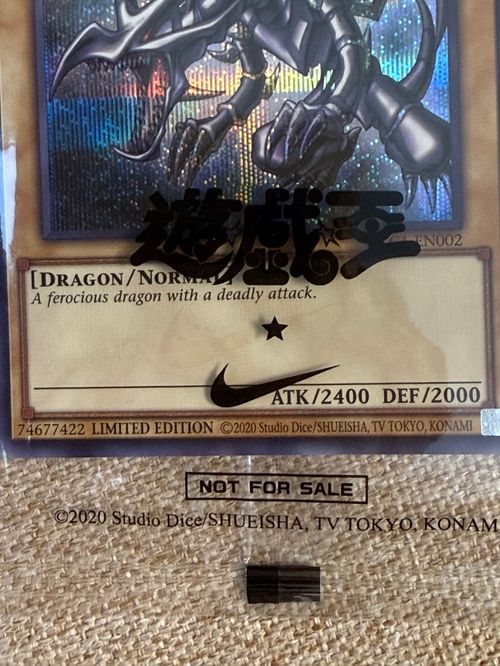 遊☆戯☆王
EN002
[DRAGON/NORMAL]
A ferocious dragon with a deadly attack.
ATK/2400 DEF/2000
74677422 LIMITED EDITION ©2020 Studio Dice/SHUEISHA, TV TOKYO, KONAMI
NOT FOR SALE
©2020 Studio Dice/SHUEISHA, TV TOKYO, KONAMI